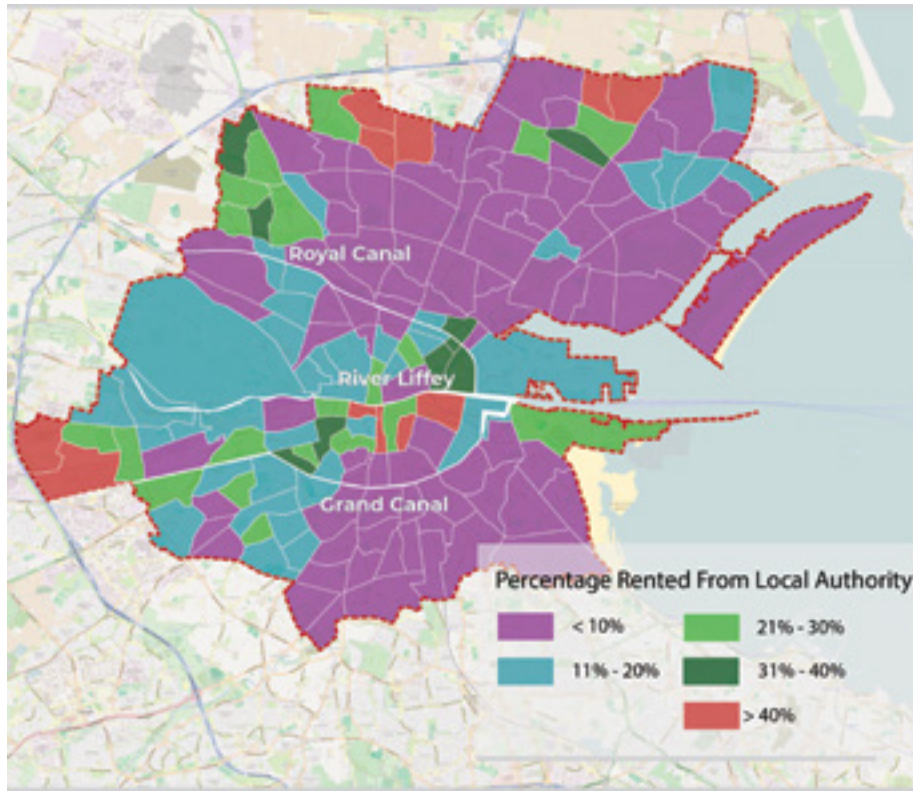 Royal Canal
River Liffey
Grand Canal
Percentage Rented From Local Authority
< 10%
21% - 30%
11% - 20%
31% - 40%
> 40%